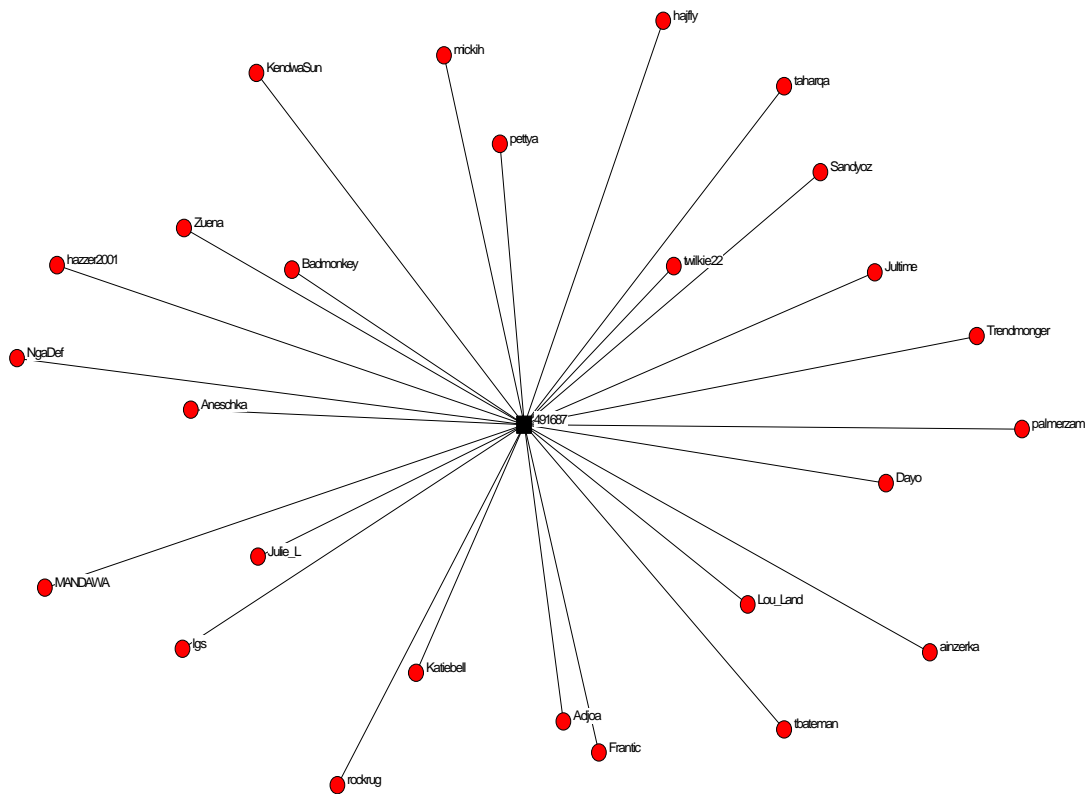 hajfly
mickih
KendwaSun
taharqa
pettya
Sandyoz
Zuena
hazzer2001
Badmonkey
twilkie22
Jultime
Trendmonger
NgaDef
Aneschka
491687
palmerzam
Dayo
Julie_L
MANDAWA
Lou_Land
lgs
ainzerka
Katiebell
Adjoa
tbateman
Frantic
rockrug